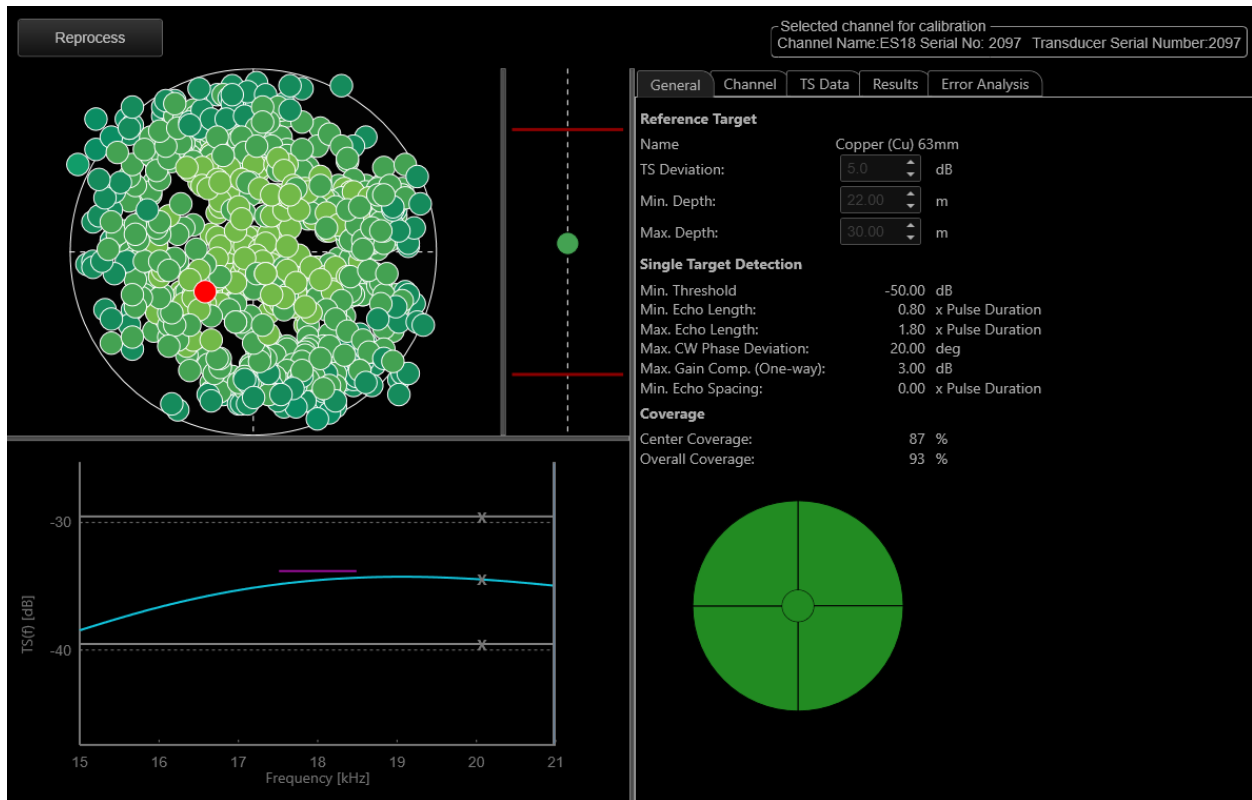 Reprocess
Selected channel for calibration
Channel Name:ES18 Serial No: 2097 Transducer Serial Number:2097
General Channel TS Data Results Error Analysis
Reference Target
Name Copper (Cu) 63mm
TS Deviation: 5.0 dB
Min. Depth: 22.00 m
Max. Depth: 30.00 m
Single Target Detection
Min. Threshold -50.00 dB
Min. Echo Length: 0.80 x Pulse Duration
Max. Echo Length: 1.80 x Pulse Duration
Max. CW Phase Deviation: 20.00 deg
Max. Gain Comp. (One-way): 3.00 dB
Min. Echo Spacing: 0.00 x Pulse Duration
Coverage
Center Coverage: 87 %
Overall Coverage: 93 %
TS(f) [dB]
-30
-40
x
x
x
15 16 17 18 19 20 21
Frequency [kHz]